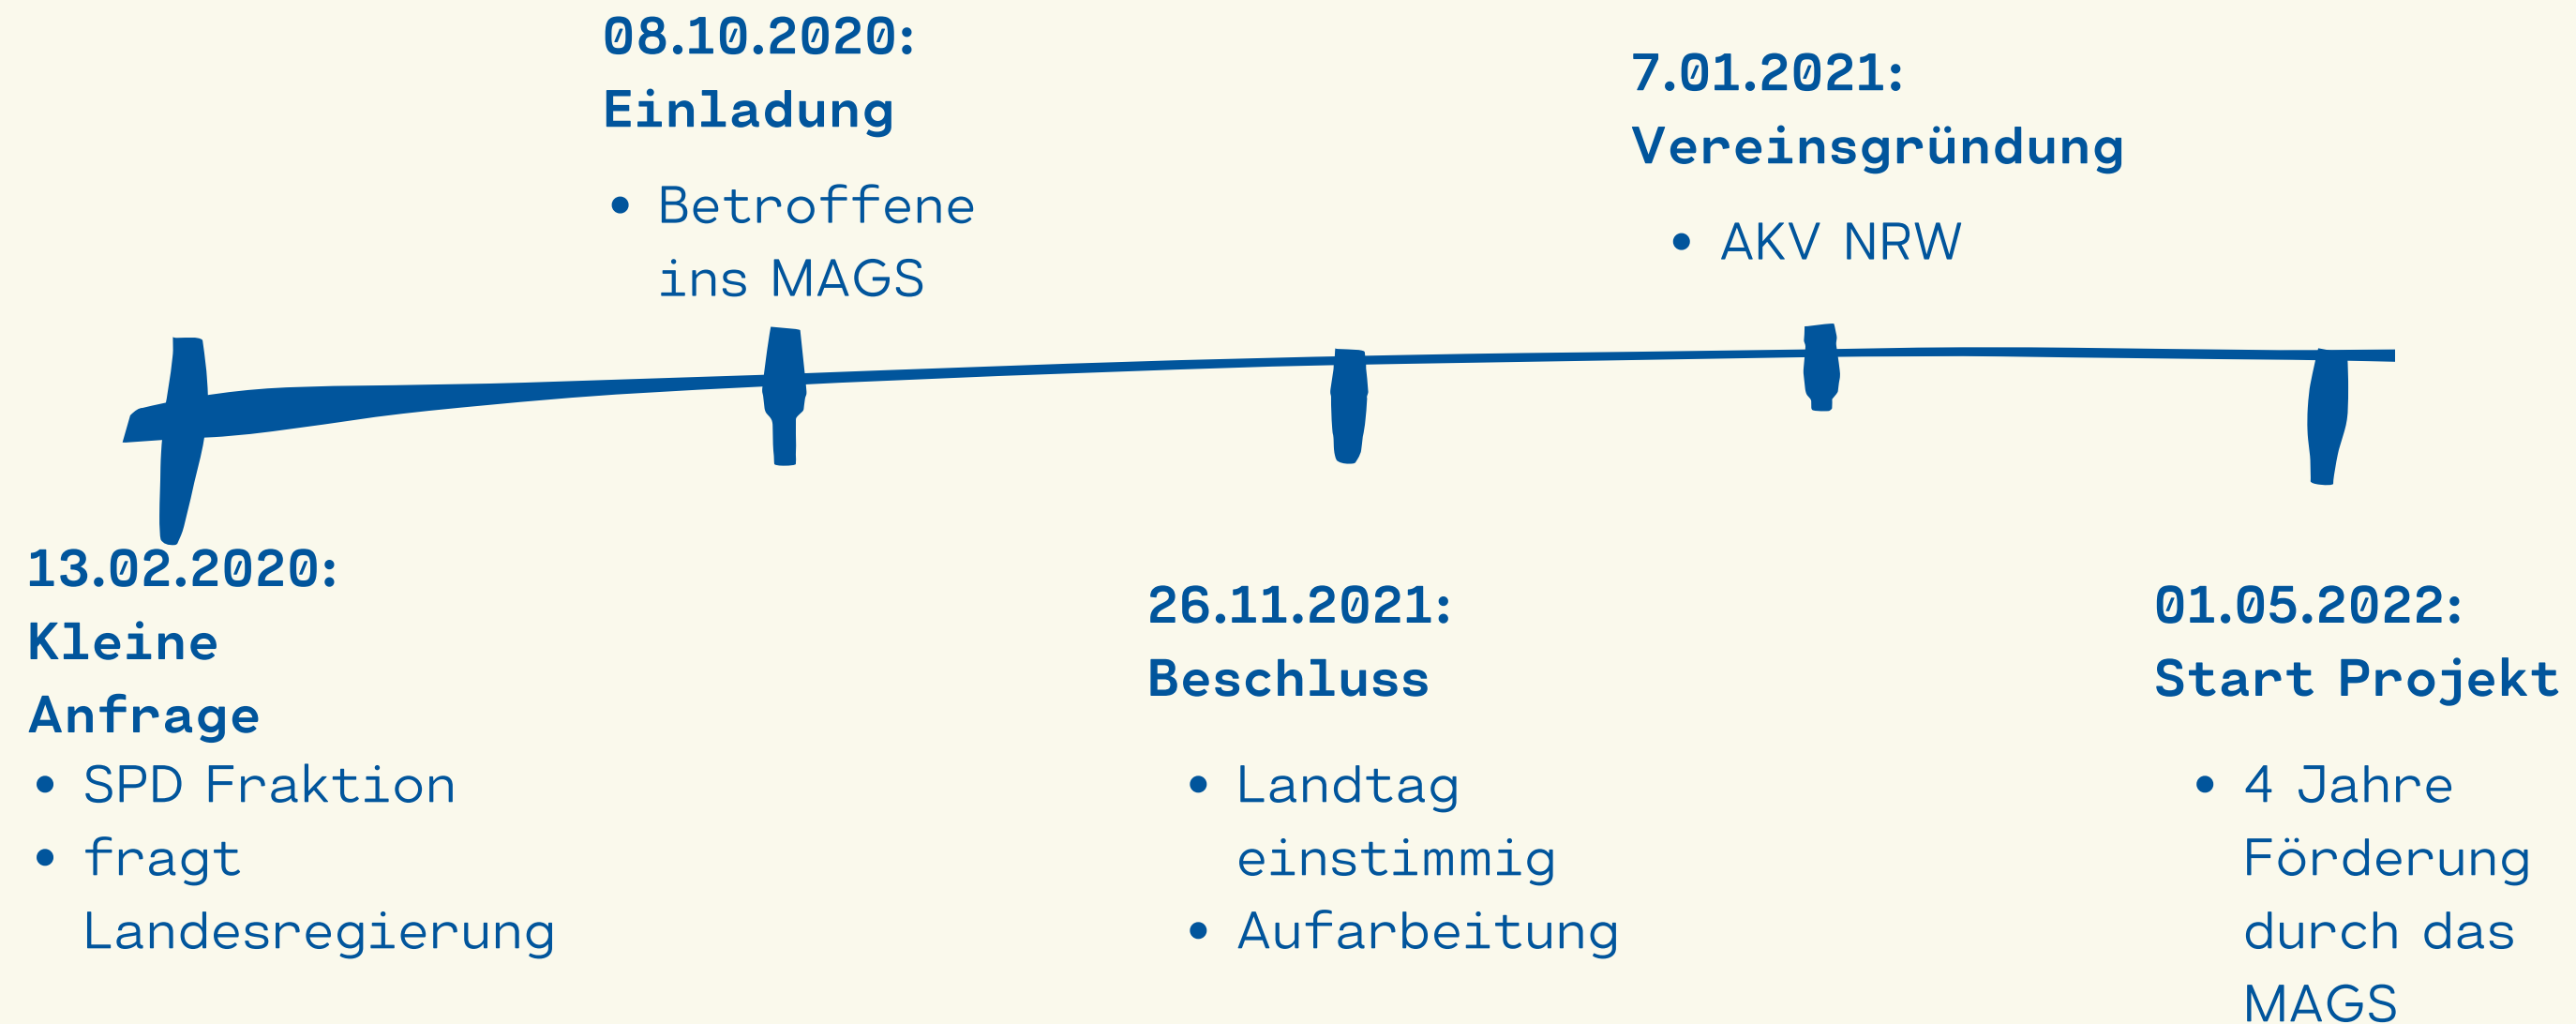 08.10.2020:
Einladung
• Betroffene
ins MAGS
7.01.2021:
Vereinsgründung
• AKV NRW
13.02.2020:
Kleine
Anfrage
• SPD Fraktion
• fragt
Landesregierung
26.11.2021:
Beschluss
• Landtag
einstimmig
• Aufarbeitung
01.05.2022:
Start Projekt
• 4 Jahre
Förderung
durch das
MAGS